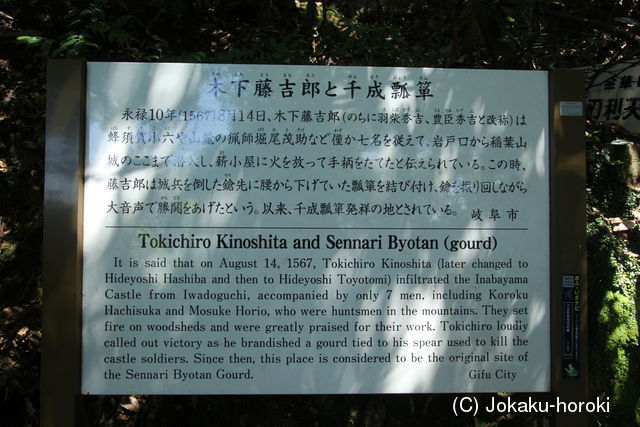 木下藤吉郎と千成瓢箪
永禄10年(1567)8月14日、木下藤吉郎(のちに羽柴秀吉、豊臣秀吉と改称)は
蜂須賀小六や山麓の猟師堀尾茂助など僅か七名を従えて、岩戸口から稲葉山
城のここまで潜入し、薪小屋に火を放って手柄をたてたと伝えられている。この時、
藤吉郎は城兵を倒した鎗先に腰から下げていた瓢箪を結び付け、鎗を振り回しながら
大音声で勝鬨をあげたという。以来、千成瓢箪発祥の地とされている。 岐阜市
Tokichiro Kinoshita and Sennari Byotan (gourd)
It is said that on August 14, 1567, Tokichiro Kinoshita (later changed to
Hideyoshi Hashiba and then to Hideyoshi Toyotomi) infiltrated the Inabayama
Castle from Iwadoguchi, accompanied by only 7 men, including Koroku
Hachisuka and Mosuke Horio, who were huntsmen in the mountains. They set
fire on woodsheds and were greatly praised for their work. Tokichiro loudly
called out victory as he brandished a gourd tied to his spear used to kill the
castle soldiers. Since then, this place is considered to be the original site of
the Sennari Byotan Gourd. Gifu City
金華山
刀利天
(C) Jokaku-horoki